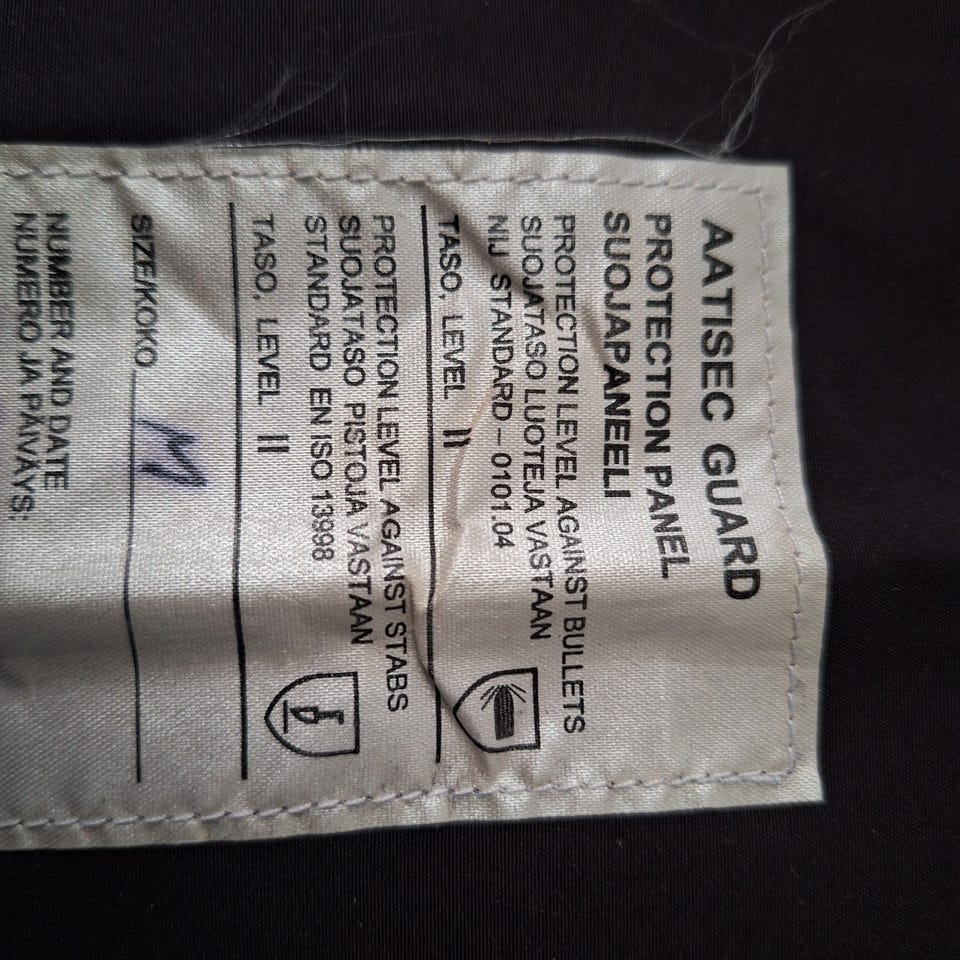 AATISEC GUARD
PROTECTION PANEL
SUOJAPANEELI
PROTECTION LEVEL AGAINST BULLETS
SUOJATASO LUOTEJA VASTAAN
NIJ STANDARD – 0101.04
TASO, LEVEL II
PROTECTION LEVEL AGAINST STABS
SUOJATASO PISTOJA VASTAAN
STANDARD EN ISO 13998
TASO, LEVEL II
SIZE/KOKO M
NUMBER AND DATE
NUMERO JA PÄIVÄYS: